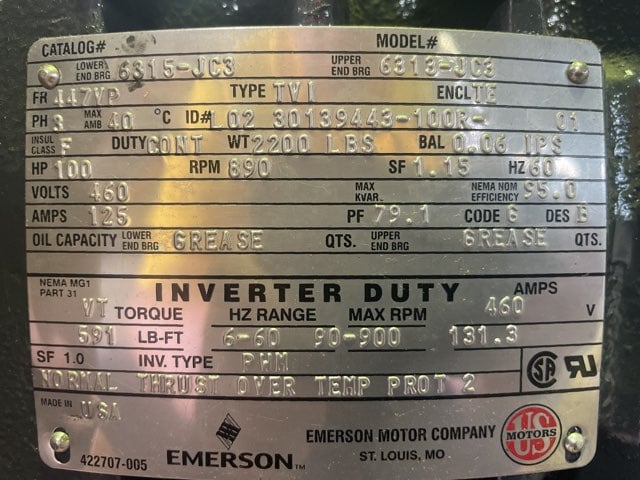 CATALOG# MODEL#
LOWER END BRG 6315-JC3 UPPER END BRG 6313-JC3
FR 447VP TYPE TV1 ENCL TE
PH 3 MAX AMB 40 °C ID# L02 30139443-100R- 01
INSUL CLASS F DUTY CONT WT 2200 LBS BAL 0.06 IPS
HP 100 RPM 890 SF 1.15 HZ 60
VOLTS 460 MAX KVAR. NEMA NOM EFFICIENCY 95.0
AMPS 125 PF 79.1 CODE G DES B
OIL CAPACITY LOWER END BRG GREASE QTS. UPPER END BRG GREASE QTS.
NEMA MG1 PART 31 INVERTER DUTY AMPS
VT TORQUE HZ RANGE MAX RPM 460 V
591 LB-FT 6-60 90-900 131.3
SF 1.0 INV. TYPE PWM
NORMAL THRUST OVER TEMP PROT 2
MADE IN USA
SA
RU
EMERSON MOTOR COMPANY
ST. LOUIS, MO
US MOTORS
422707-005 EMERSON™